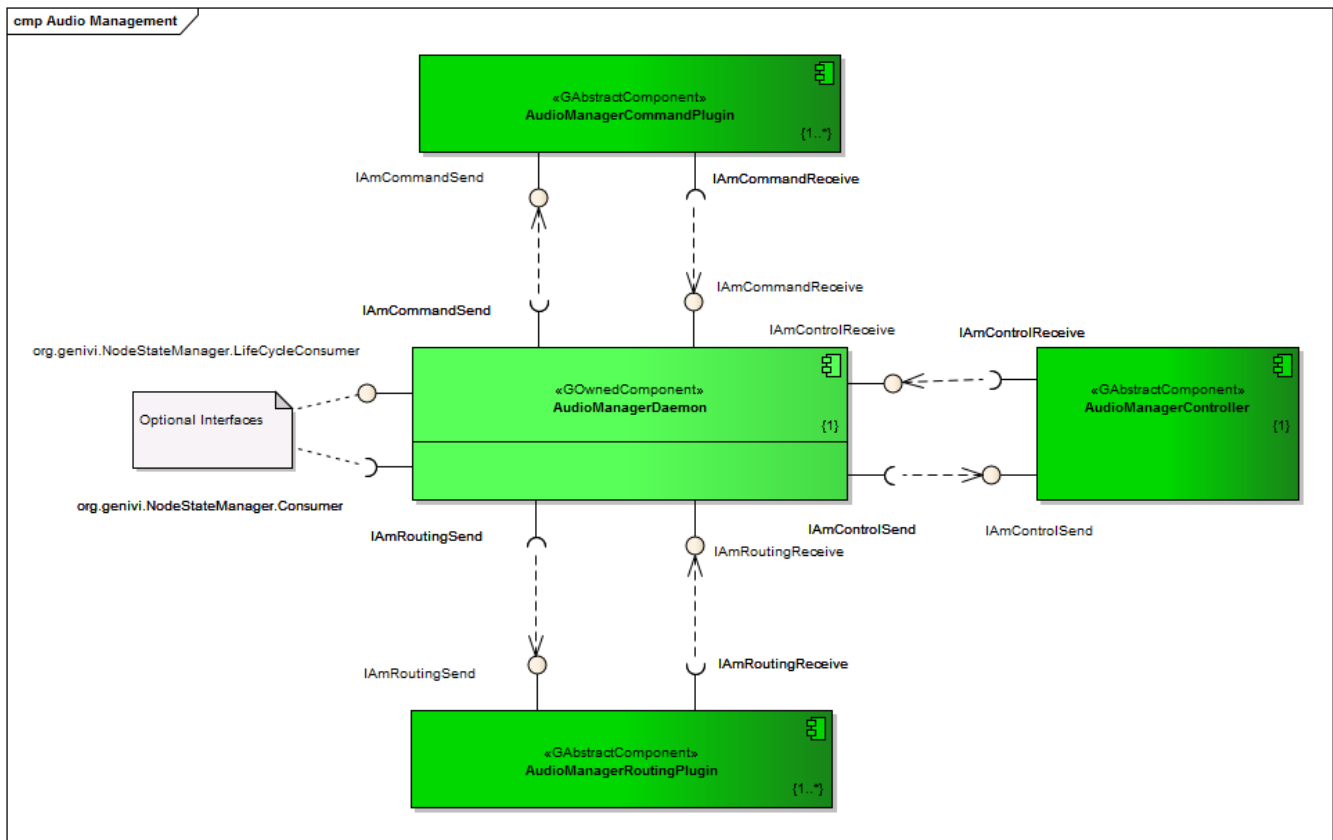 cmp Audio Management
«GAbstractComponent»
AudioManagerCommandPlugin
{1..*}
IAmCommandSend
IAmCommandReceive
IAmCommandSend
IAmCommandReceive
org.genivi.NodeStateManager.LifeCycleConsumer
IAmControlReceive
IAmControlReceive
Optional Interfaces
«GOwnedComponent»
AudioManagerDaemon
{1}
«GAbstractComponent»
AudioManagerController
{1}
org.genivi.NodeStateManager.Consumer
IAmControlSend
IAmControlSend
IAmRoutingSend
IAmRoutingReceive
IAmRoutingSend
IAmRoutingReceive
«GAbstractComponent»
AudioManagerRoutingPlugin
{1..*}